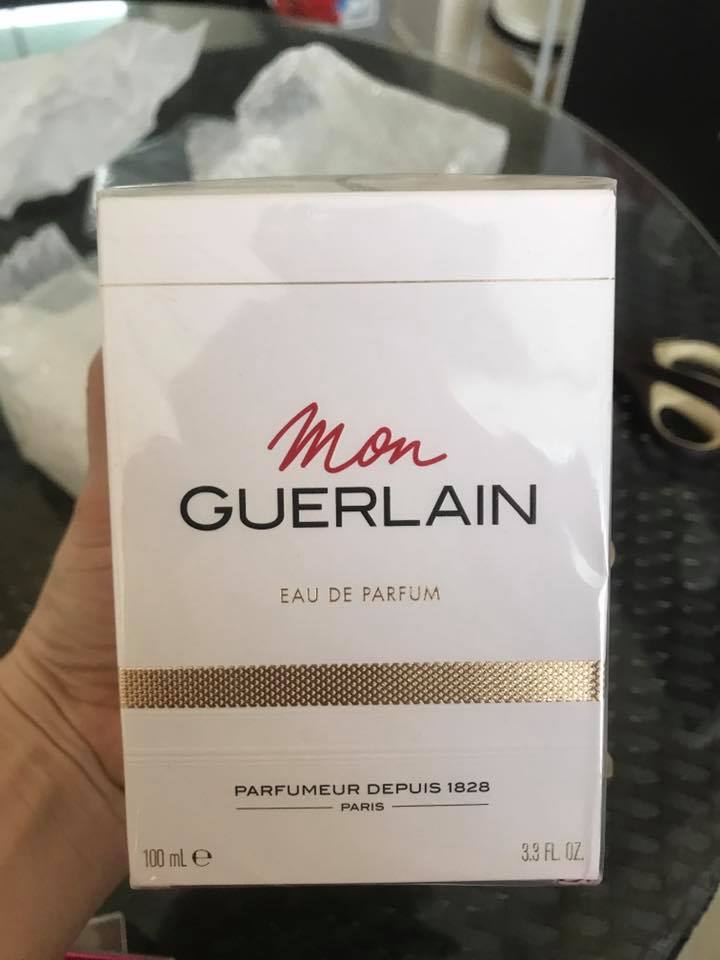 Mon
GUERLAIN
EAU DE PARFUM
PARFUMEUR DEPUIS 1828
PARIS
100 mL ℮
3.3 FL. OZ.